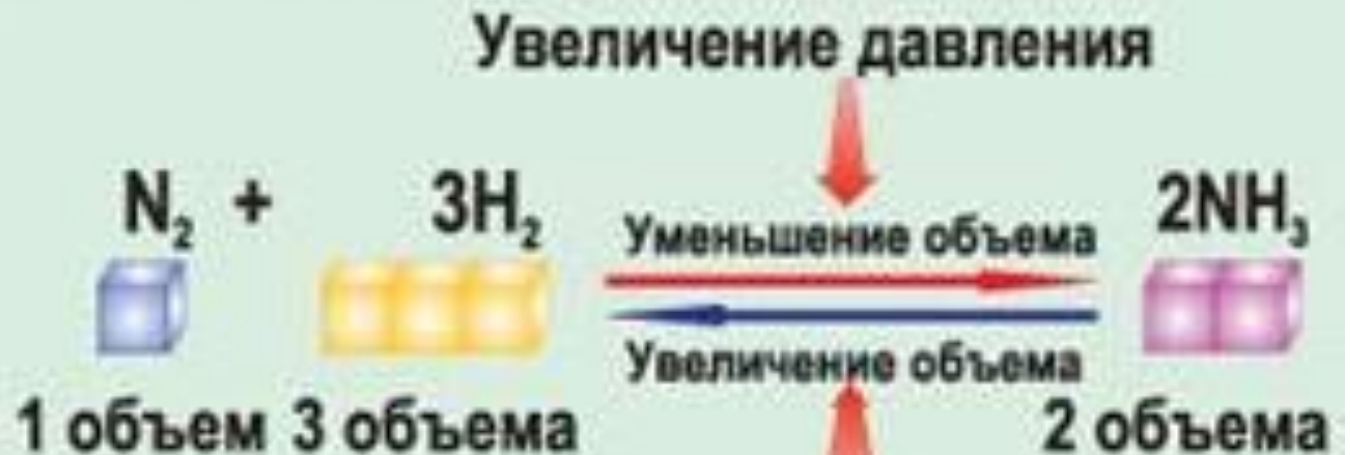 Увеличение давления
N₂ + 3H₂ Уменьшение объема 2NH₃
Увеличение объема
1 объем 3 объема 2 объема